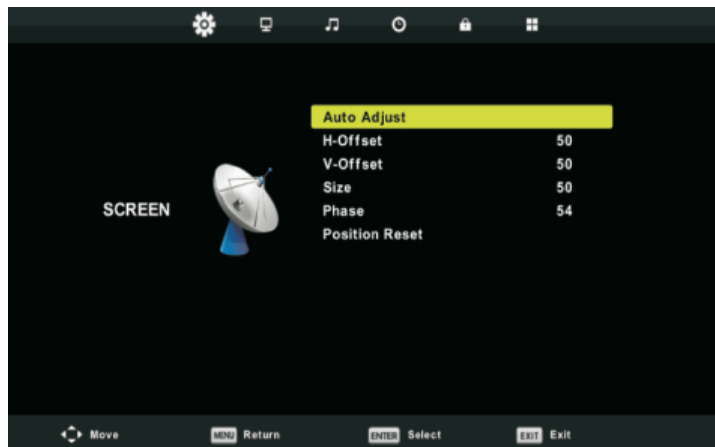 Auto Adjust
H-Offset 50
V-Offset 50
Size 50
SCREEN
Phase 54
Position Reset
Move MENU Return ENTER Select EXIT Exit